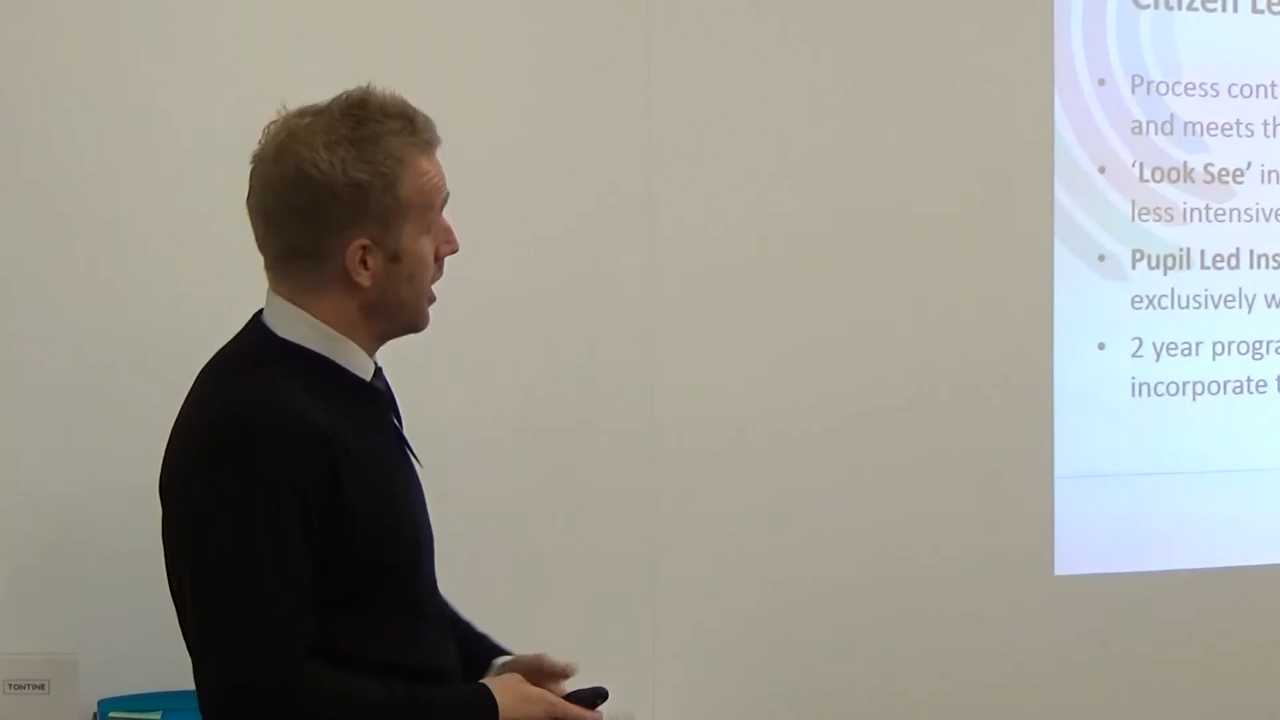 Citizen Le
• Process cont
and meets th
• ‘Look See’ in
less intensive
• Pupil Led Ins
exclusively w
• 2 year progra
incorporate t
TONTINE